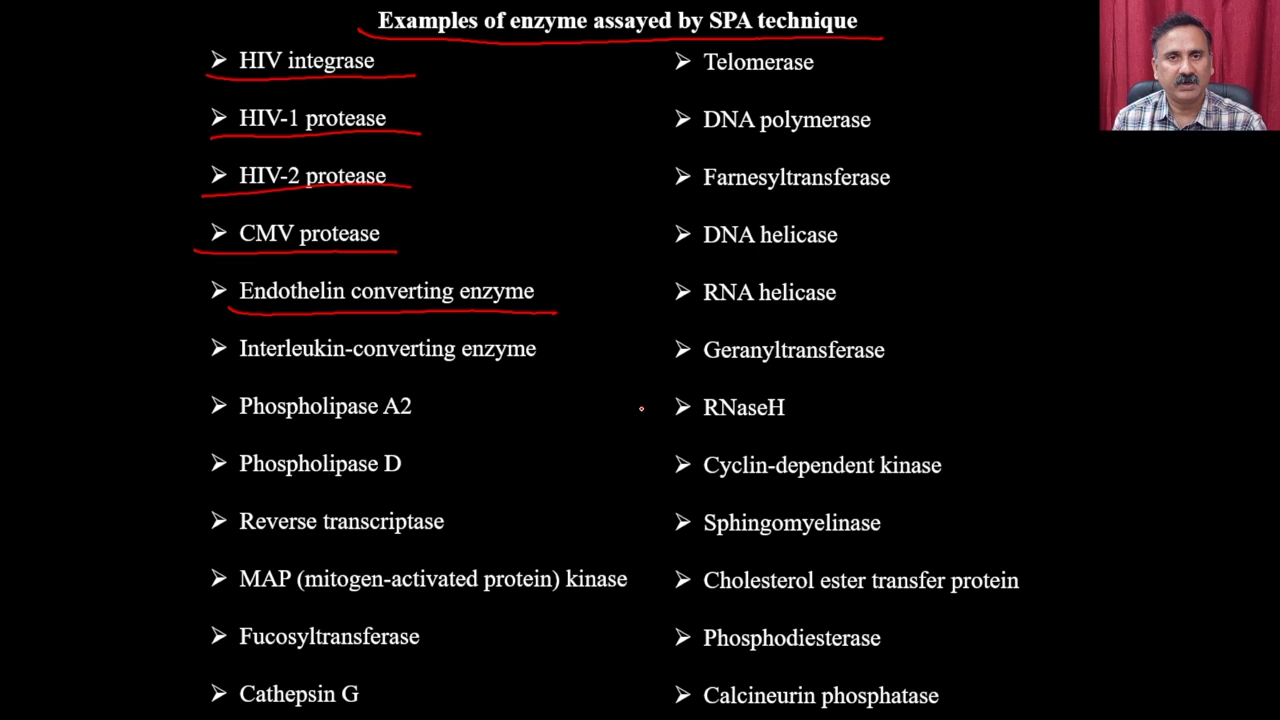 Examples of enzyme assayed by SPA technique
➢ HIV integrase
➢ HIV-1 protease
➢ HIV-2 protease
➢ CMV protease
➢ Endothelin converting enzyme
➢ Interleukin-converting enzyme
➢ Phospholipase A2
➢ Phospholipase D
➢ Reverse transcriptase
➢ MAP (mitogen-activated protein) kinase
➢ Fucosyltransferase
➢ Cathepsin G
➢ Telomerase
➢ DNA polymerase
➢ Farnesyltransferase
➢ DNA helicase
➢ RNA helicase
➢ Geranyltransferase
➢ RNaseH
➢ Cyclin-dependent kinase
➢ Sphingomyelinase
➢ Cholesterol ester transfer protein
➢ Phosphodiesterase
➢ Calcineurin phosphatase